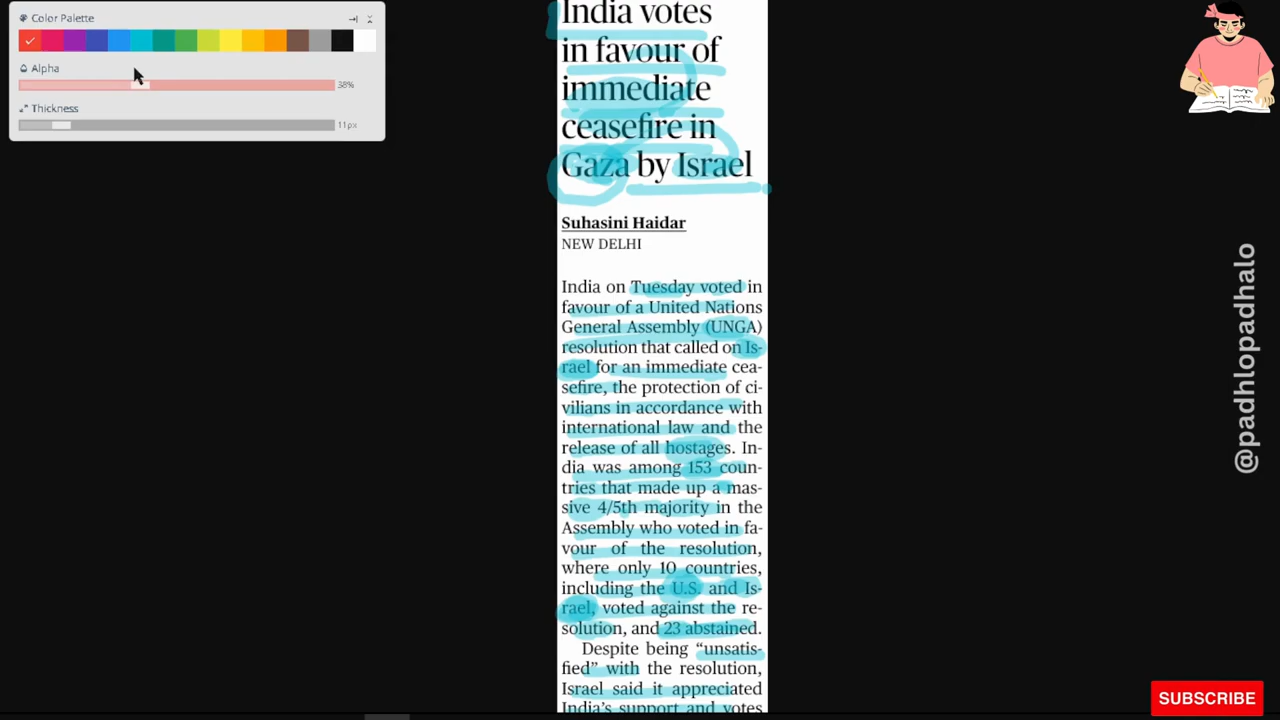 Color Palette
Alpha
38%
Thickness
11px
India votes
in favour of
immediate
ceasefire in
Gaza by Israel
Suhasini Haidar
NEW DELHI
India on Tuesday voted in
favour of a United Nations
General Assembly (UNGA)
resolution that called on Is-
rael for an immediate cea-
sefire, the protection of ci-
vilians in accordance with
international law and the
release of all hostages. In-
dia was among 153 coun-
tries that made up a mas-
sive 4/5th majority in the
Assembly who voted in fa-
vour of the resolution,
where only 10 countries,
including the U.S. and Is-
rael, voted against the re-
solution, and 23 abstained.
Despite being “unsatis-
fied” with the resolution,
Israel said it appreciated
India’s support and votes
@padhlopadhalo
SUBSCRIBE